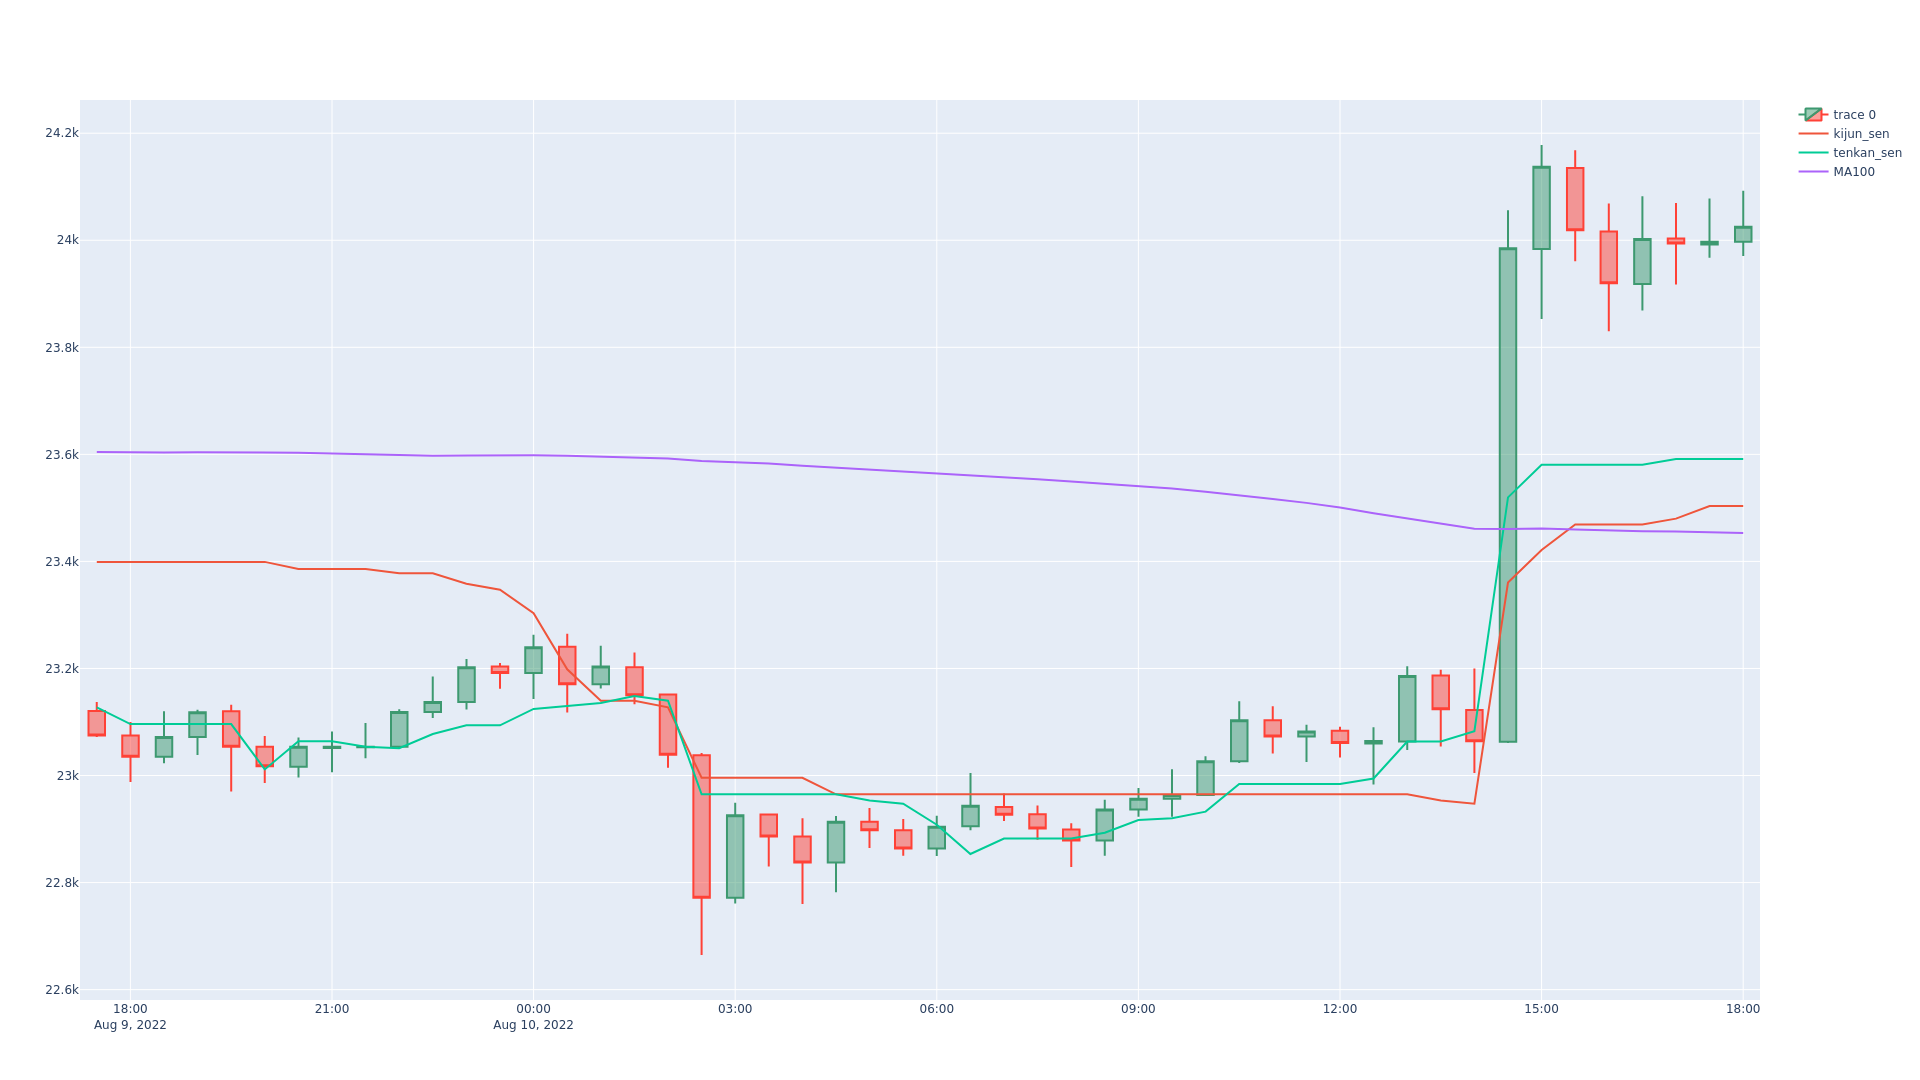 24.2k
24k
23.8k
23.6k
23.4k
23.2k
23k
22.8k
22.6k
18:00 21:00 00:00 03:00 06:00 09:00 12:00 15:00 18:00
Aug 9, 2022 Aug 10, 2022
trace 0
kijun_sen
tenkan_sen
MA100